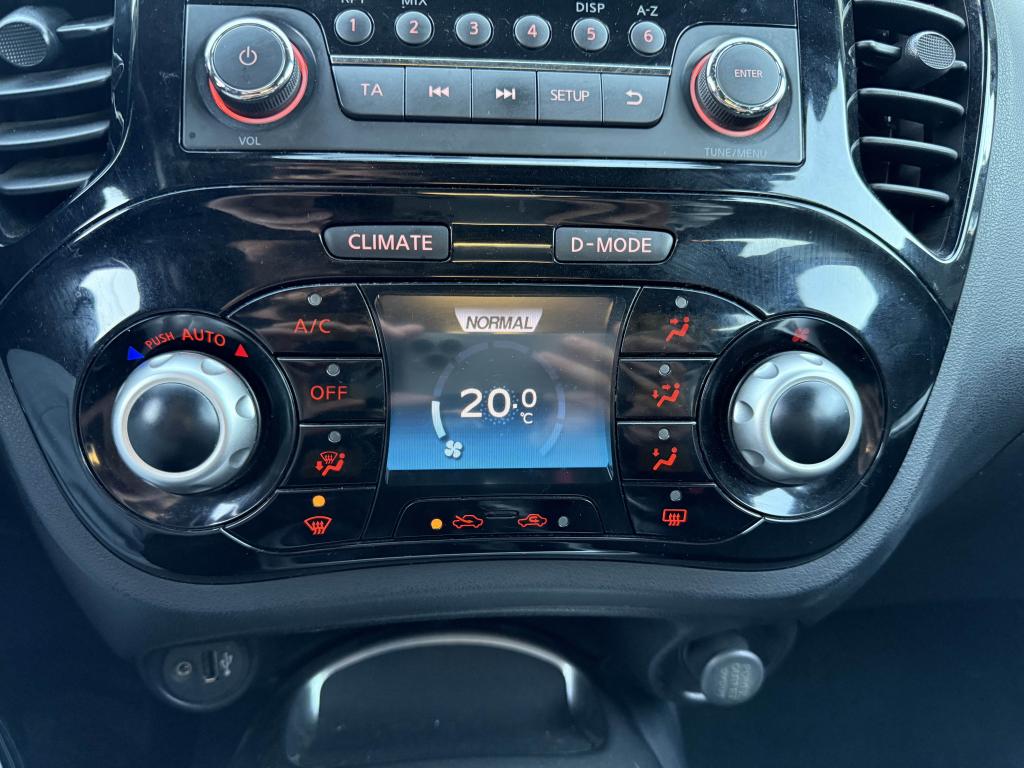 RPT MIX DISP A-Z
1 2 3 4 5 6
ENTER
TA SETUP
VOL
TUNE/MENU
CLIMATE D-MODE
NORMAL
PUSH AUTO
A/C
OFF
20.0
°C